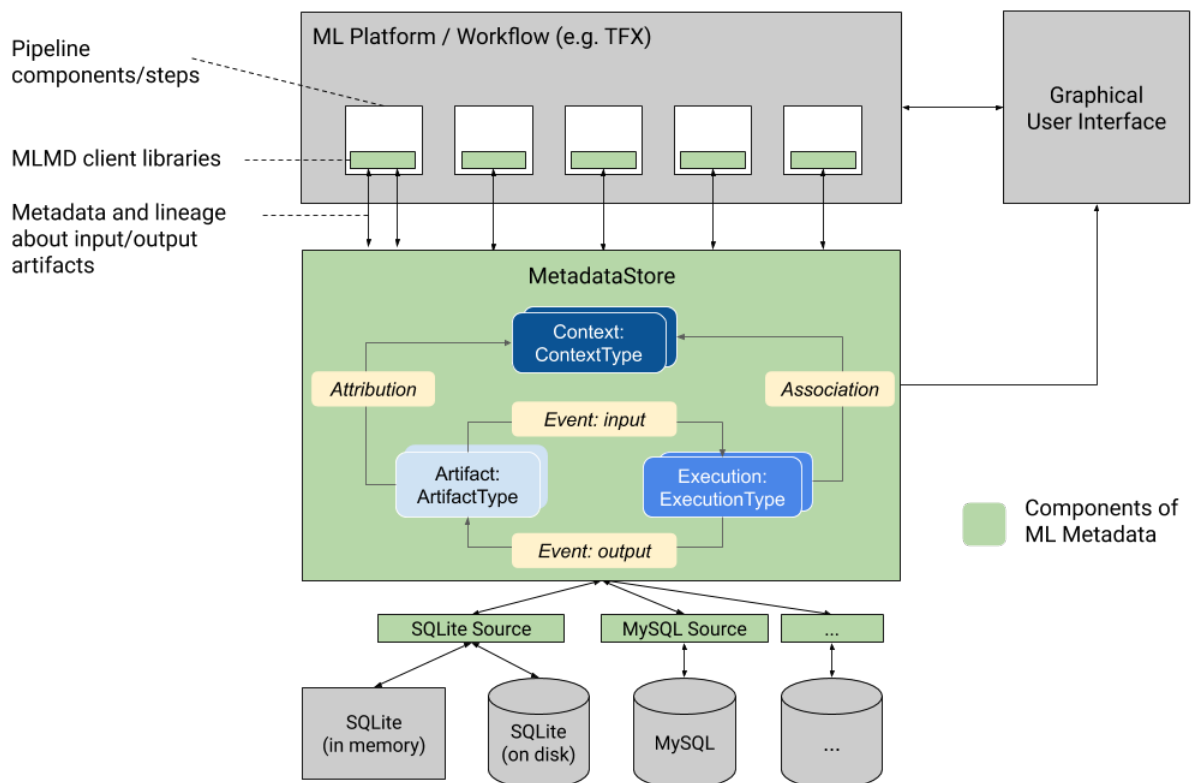 ML Platform / Workflow (e.g. TFX)
Pipeline
components/steps
Graphical
User Interface
MLMD client libraries
Metadata and lineage
about input/output
artifacts
MetadataStore
Context:
ContextType
Attribution
Association
Event: input
Artifact:
ArtifactType
Execution:
ExecutionType
Event: output
Components of
ML Metadata
SQLite Source
MySQL Source
...
SQLite
(in memory)
SQLite
(on disk)
MySQL
...